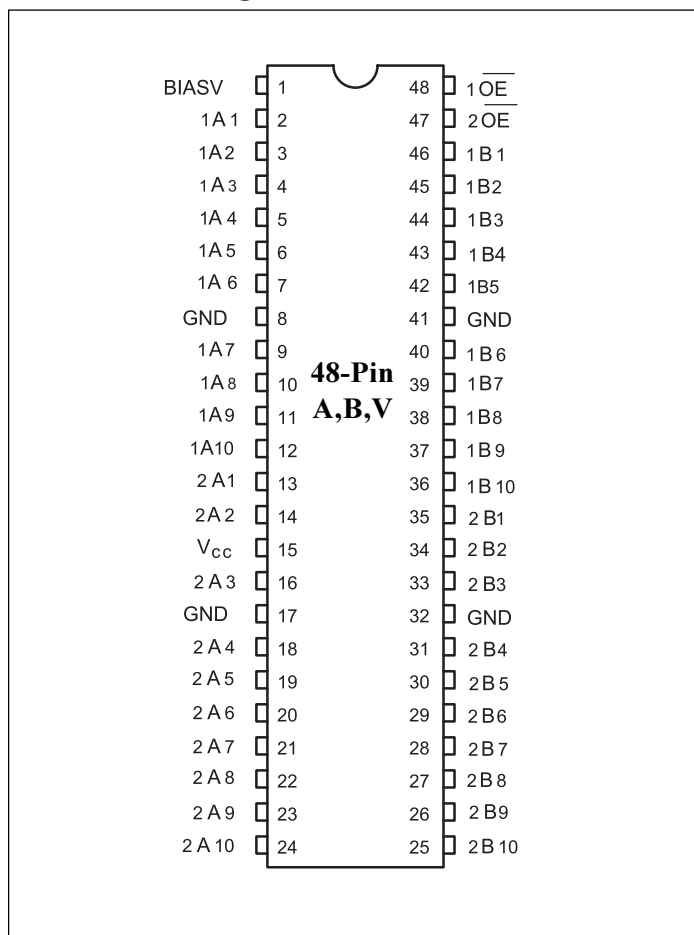 BIASV 1 48 1OE̅
1A1 2 47 2OE̅
1A2 3 46 1B1
1A3 4 45 1B2
1A4 5 44 1B3
1A5 6 43 1B4
1A6 7 42 1B5
GND 8 41 GND
1A7 9 40 1B6
1A8 10 48-Pin 39 1B7
1A9 11 A,B,V 38 1B8
1A10 12 37 1B9
2A1 13 36 1B10
2A2 14 35 2B1
VCC 15 34 2B2
2A3 16 33 2B3
GND 17 32 GND
2A4 18 31 2B4
2A5 19 30 2B5
2A6 20 29 2B6
2A7 21 28 2B7
2A8 22 27 2B8
2A9 23 26 2B9
2A10 24 25 2B10